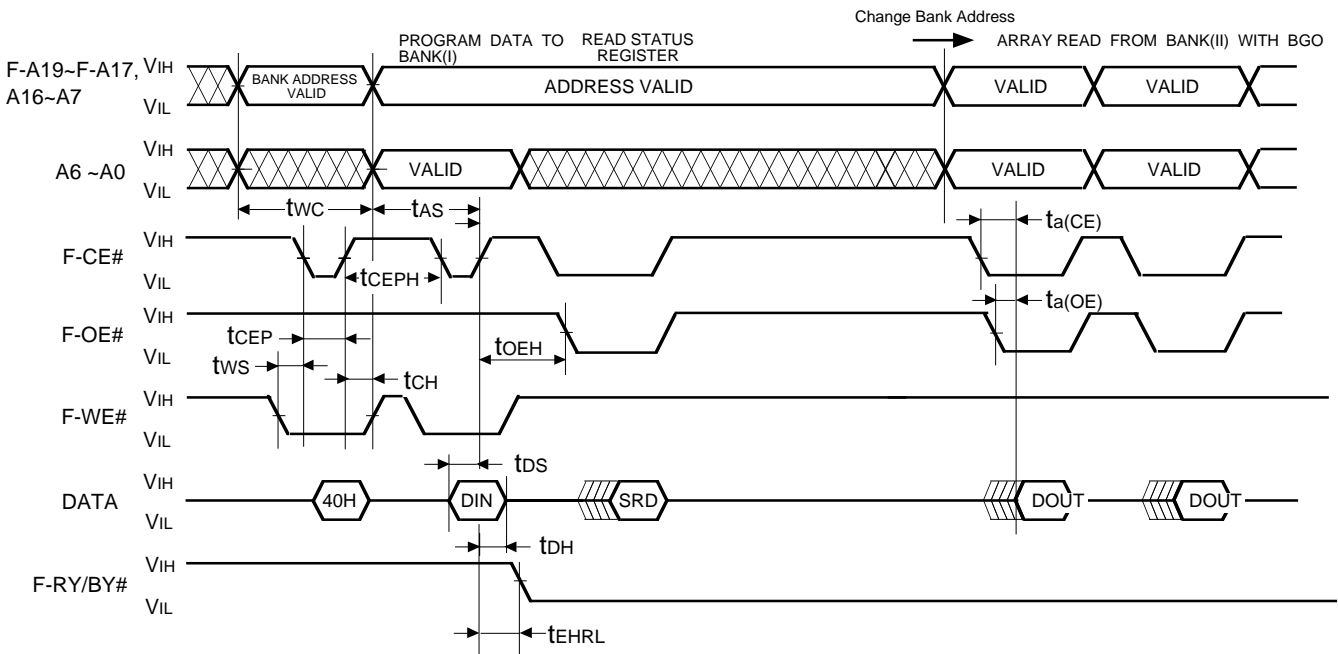 Change Bank Address
PROGRAM DATA TO BANK(I)
READ STATUS REGISTER
ARRAY READ FROM BANK(II) WITH BGO
F-A19~F-A17, A16~A7
VIH
VIL
BANK ADDRESS VALID
ADDRESS VALID
VALID
VALID
A6 ~A0
VIH
VIL
VALID
VALID
VALID
tWC
tAS
ta(CE)
F-CE#
VIH
VIL
tCEPH
ta(OE)
F-OE#
VIH
VIL
tCEP
tOEH
tWS
tCH
F-WE#
VIH
VIL
tDS
DATA
VIH
VIL
40H
DIN
SRD
DOUT
DOUT
tDH
F-RY/BY#
VIH
VIL
tEHRL